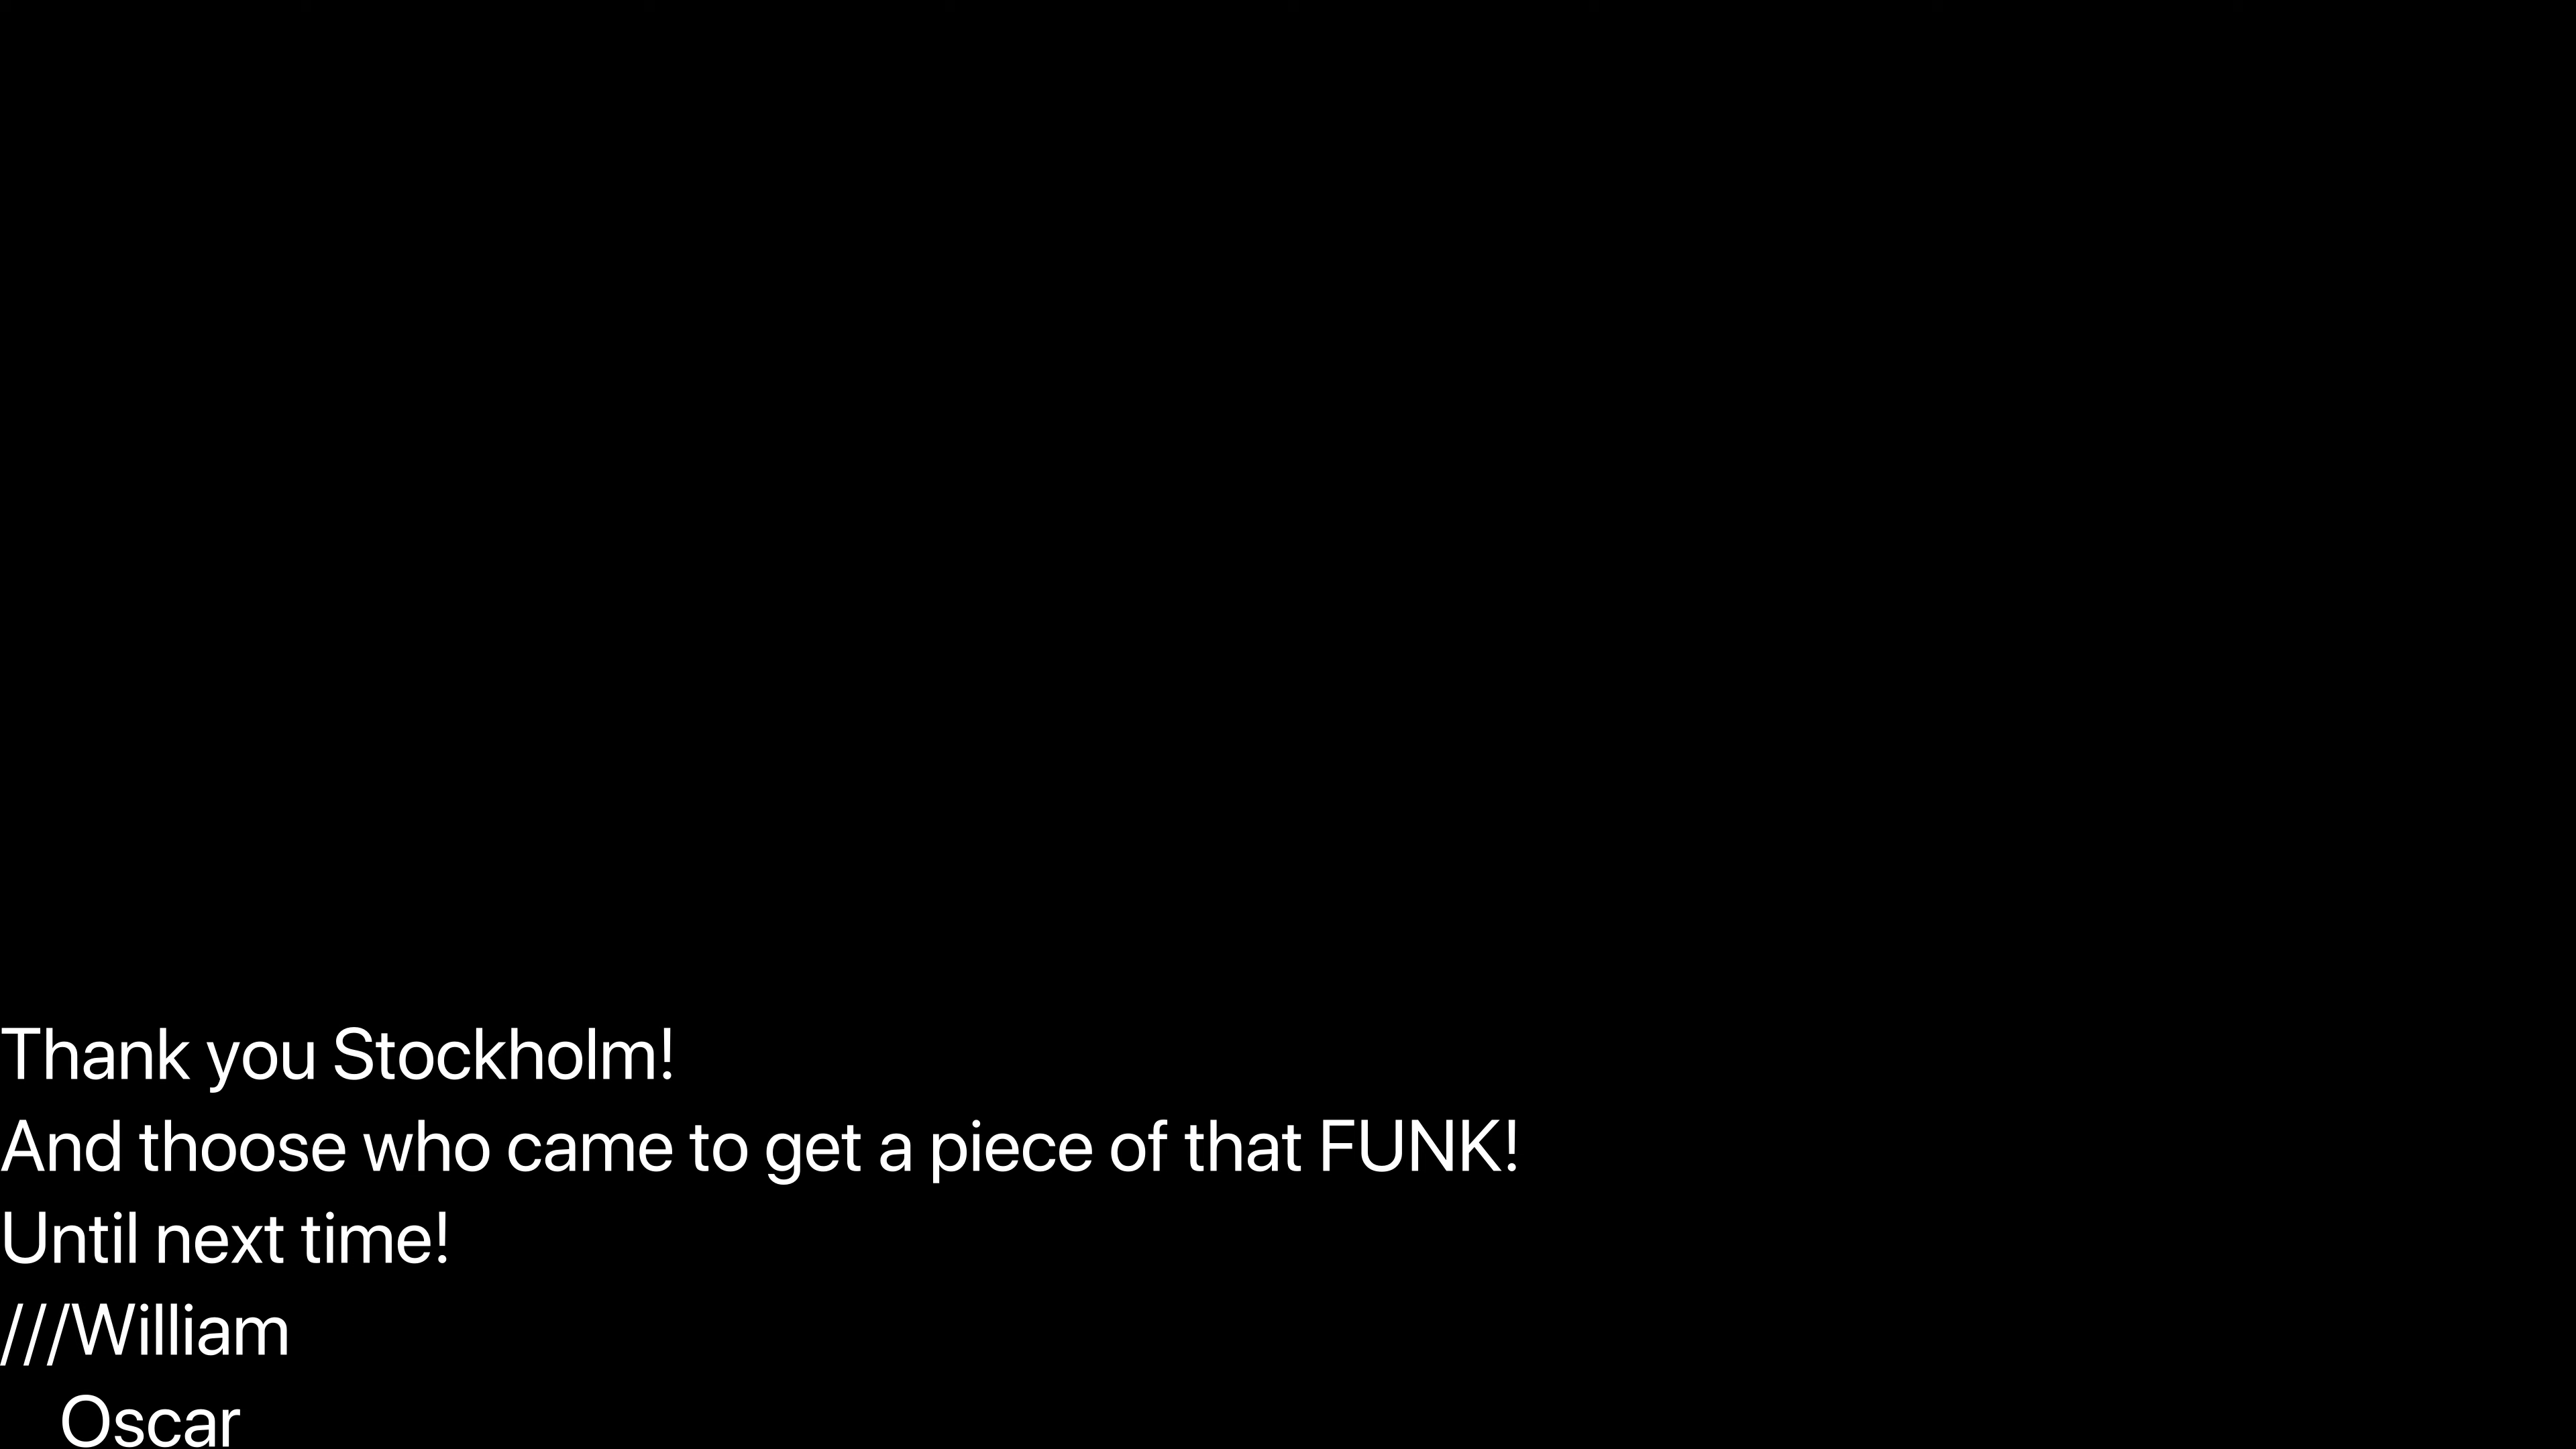 Thank you Stockholm!
And thoose who came to get a piece of that FUNK!
Until next time!
///William
Oscar